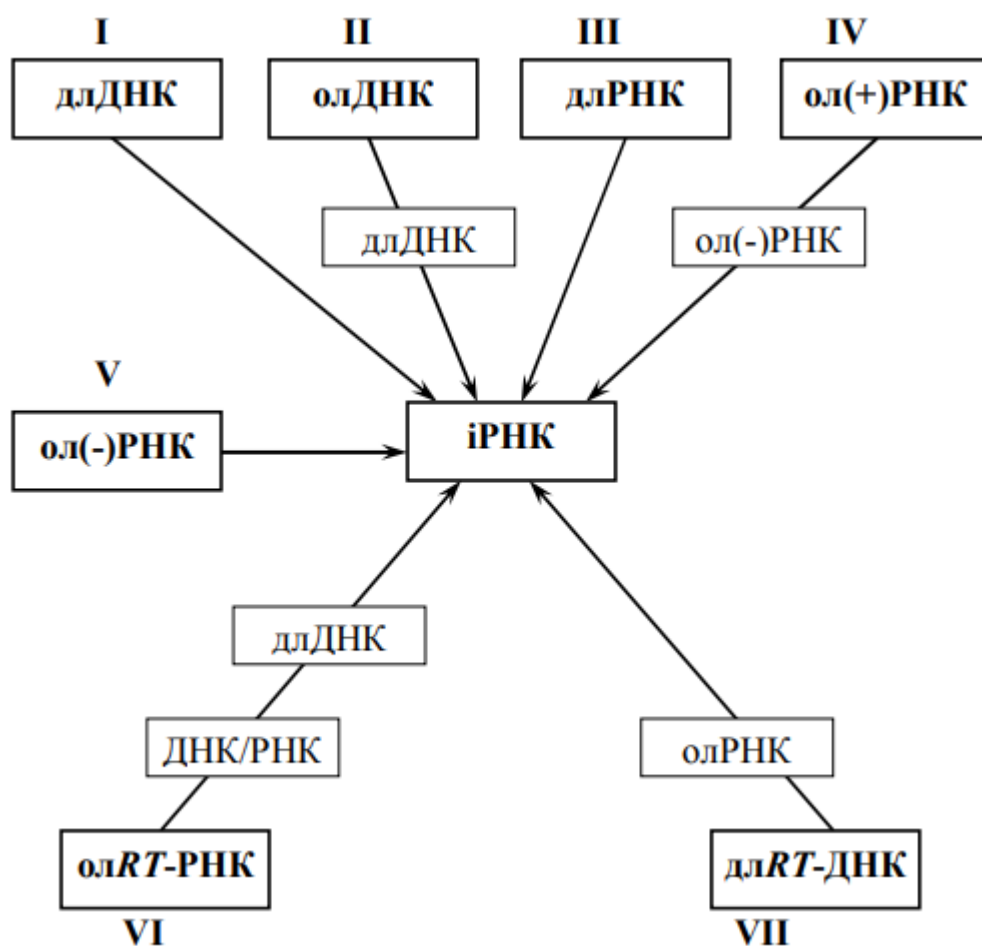 I II III IV
длДНК олДНК длРНК ол(+)РНК
длДНК ол(-)РНК
V
ол(-)РНК іРНК
длДНК
ДНК/РНК олРНК
олRT-РНК длRT-ДНК
VI VII